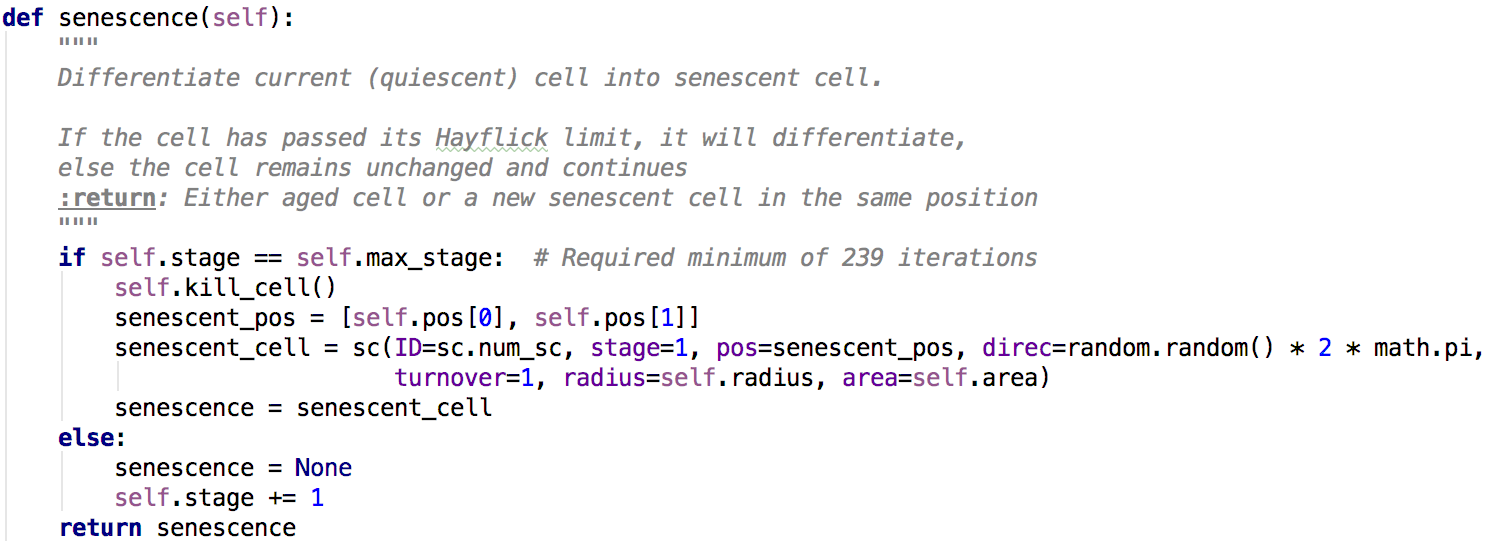 def senescence(self):
    """
    Differentiate current (quiescent) cell into senescent cell.

    If the cell has passed its Hayflick limit, it will differentiate,
    else the cell remains unchanged and continues
    :return: Either aged cell or a new senescent cell in the same position
    """
    if self.stage == self.max_stage:  # Required minimum of 239 iterations
        self.kill_cell()
        senescent_pos = [self.pos[0], self.pos[1]]
        senescent_cell = sc(ID=sc.num_sc, stage=1, pos=senescent_pos, direc=random.random() * 2 * math.pi,
                            turnover=1, radius=self.radius, area=self.area)
        senescence = senescent_cell
    else:
        senescence = None
        self.stage += 1
    return senescence